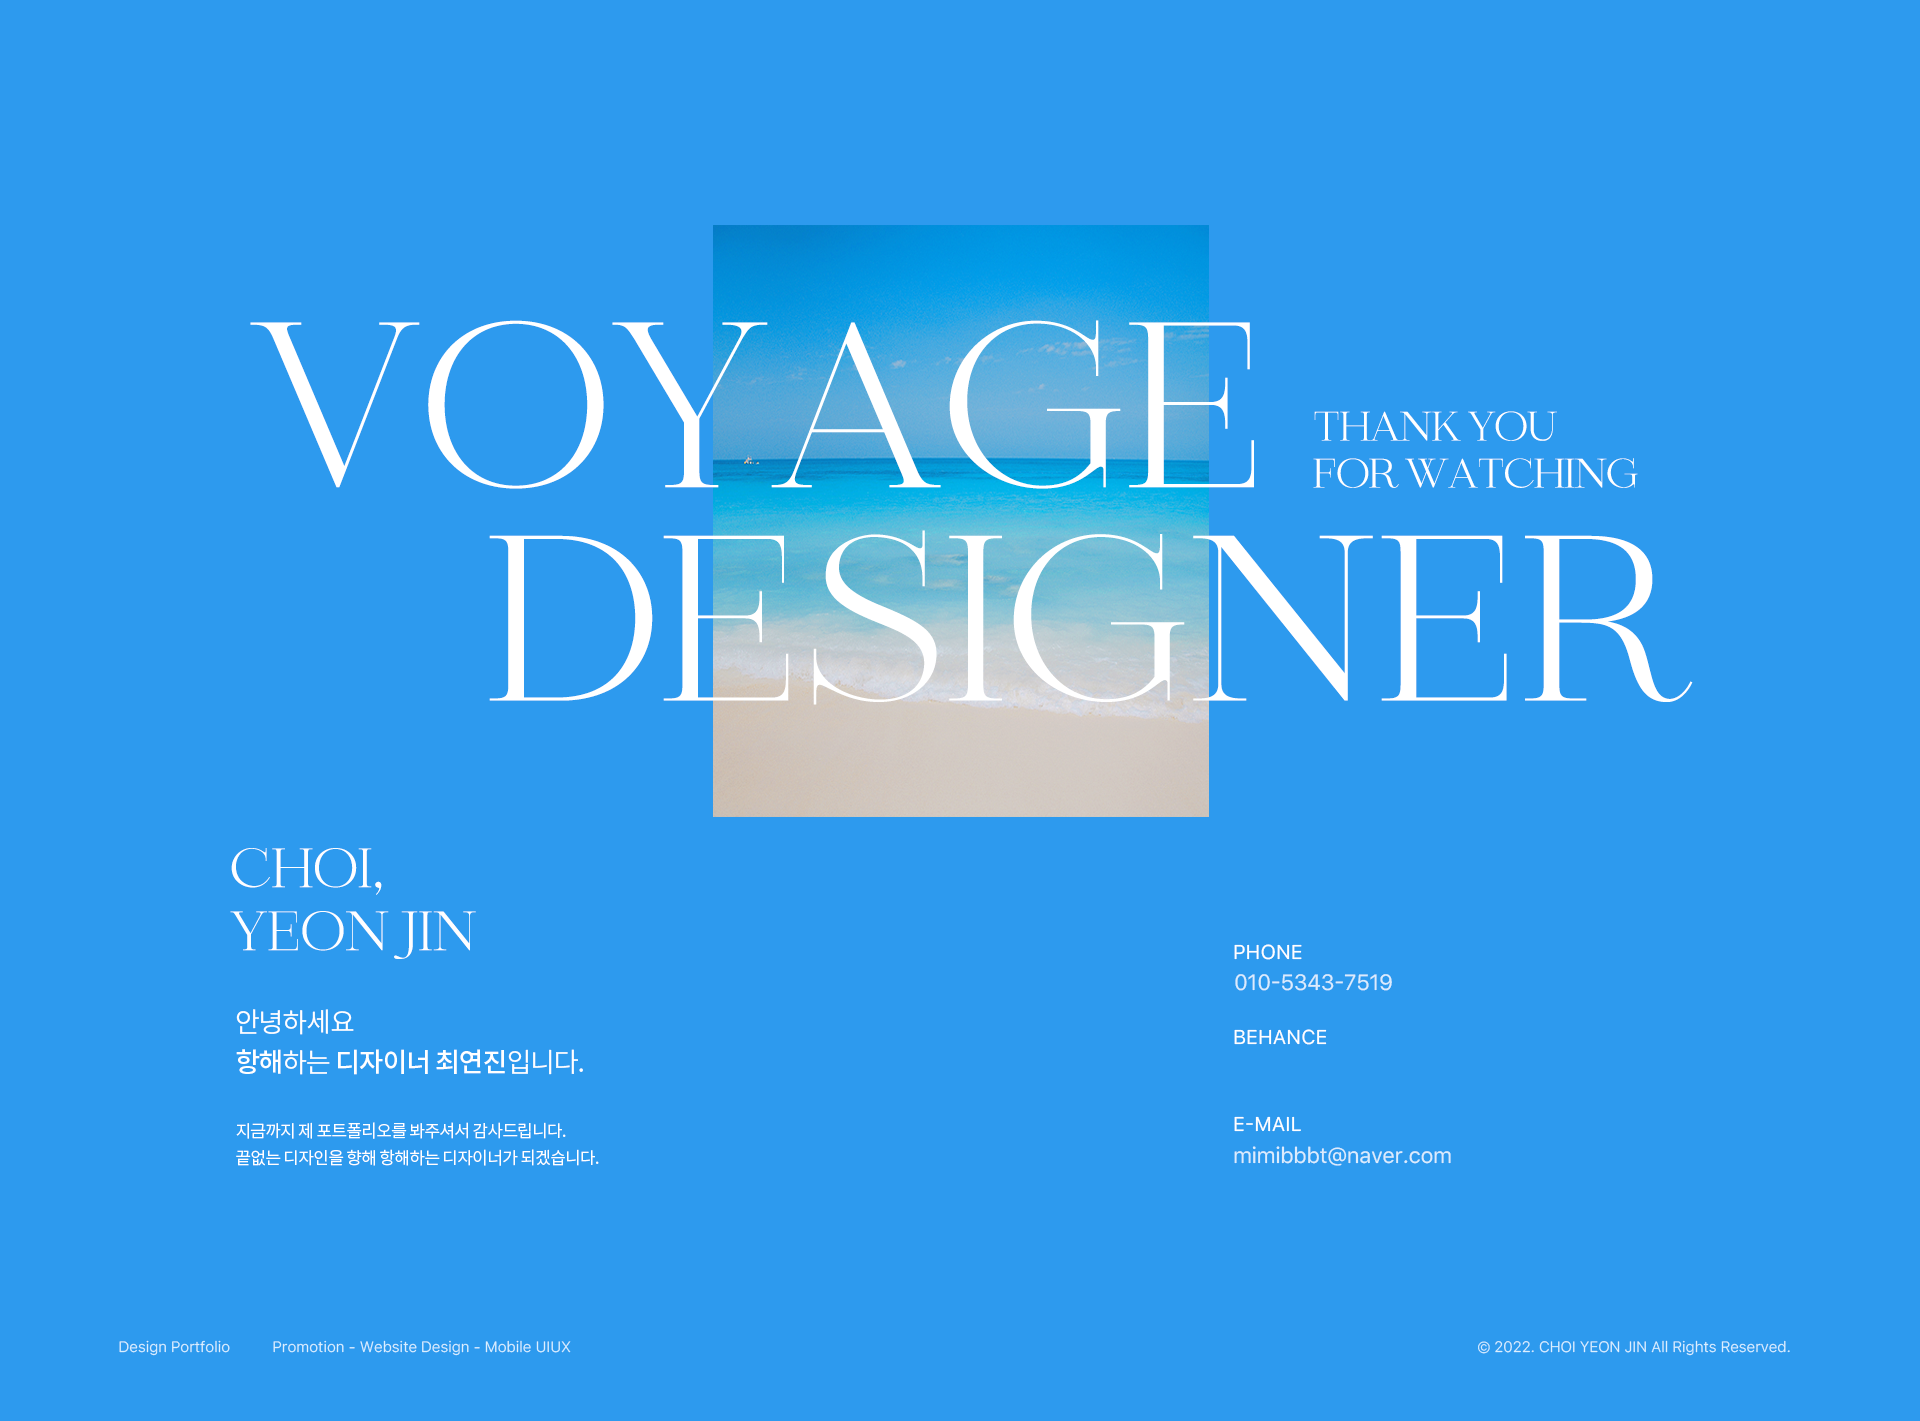 VOYAGE
THANK YOU
FOR WATCHING
DESIGNER
CHOI,
YEON JIN
안녕하세요
항해하는 디자이너 최연진입니다.
지금까지 제 포트폴리오를 봐주셔서 감사드립니다.
끝없는 디자인을 향해 항해하는 디자이너가 되겠습니다.
PHONE
010-5343-7519
BEHANCE
E-MAIL
mimibbbt@naver.com
Design Portfolio
Promotion - Website Design - Mobile UIUX
© 2022. CHOI YEON JIN All Rights Reserved.